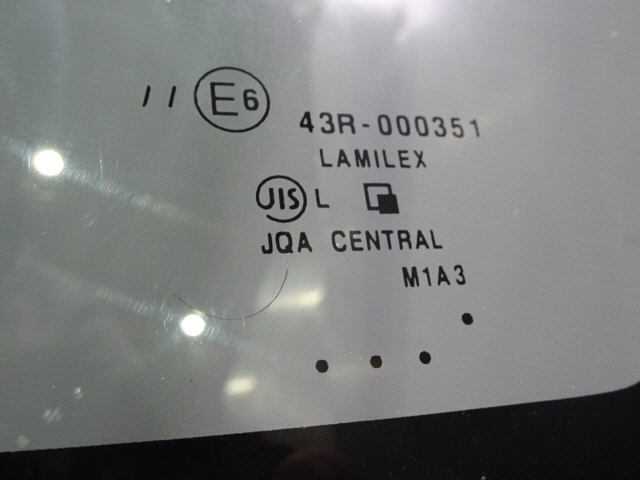 II E6
43R-000351
LAMILEX
JIS L
JQA CENTRAL
M1A3